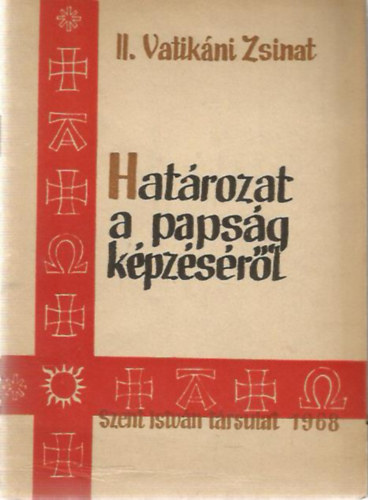 II. Vatikáni Zsinat
Határozat
a papság
képzéséről
Szent István társulat 1968